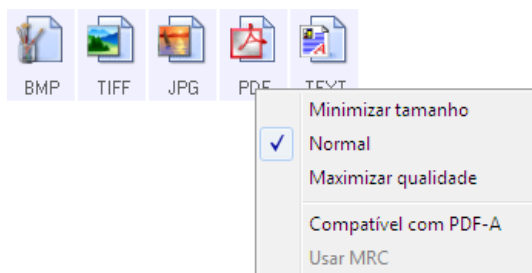 BMP TIFF JPG PDF TEXT
Minimizar tamanho
Normal
Maximizar qualidade
Compatível com PDF-A
Usar MRC